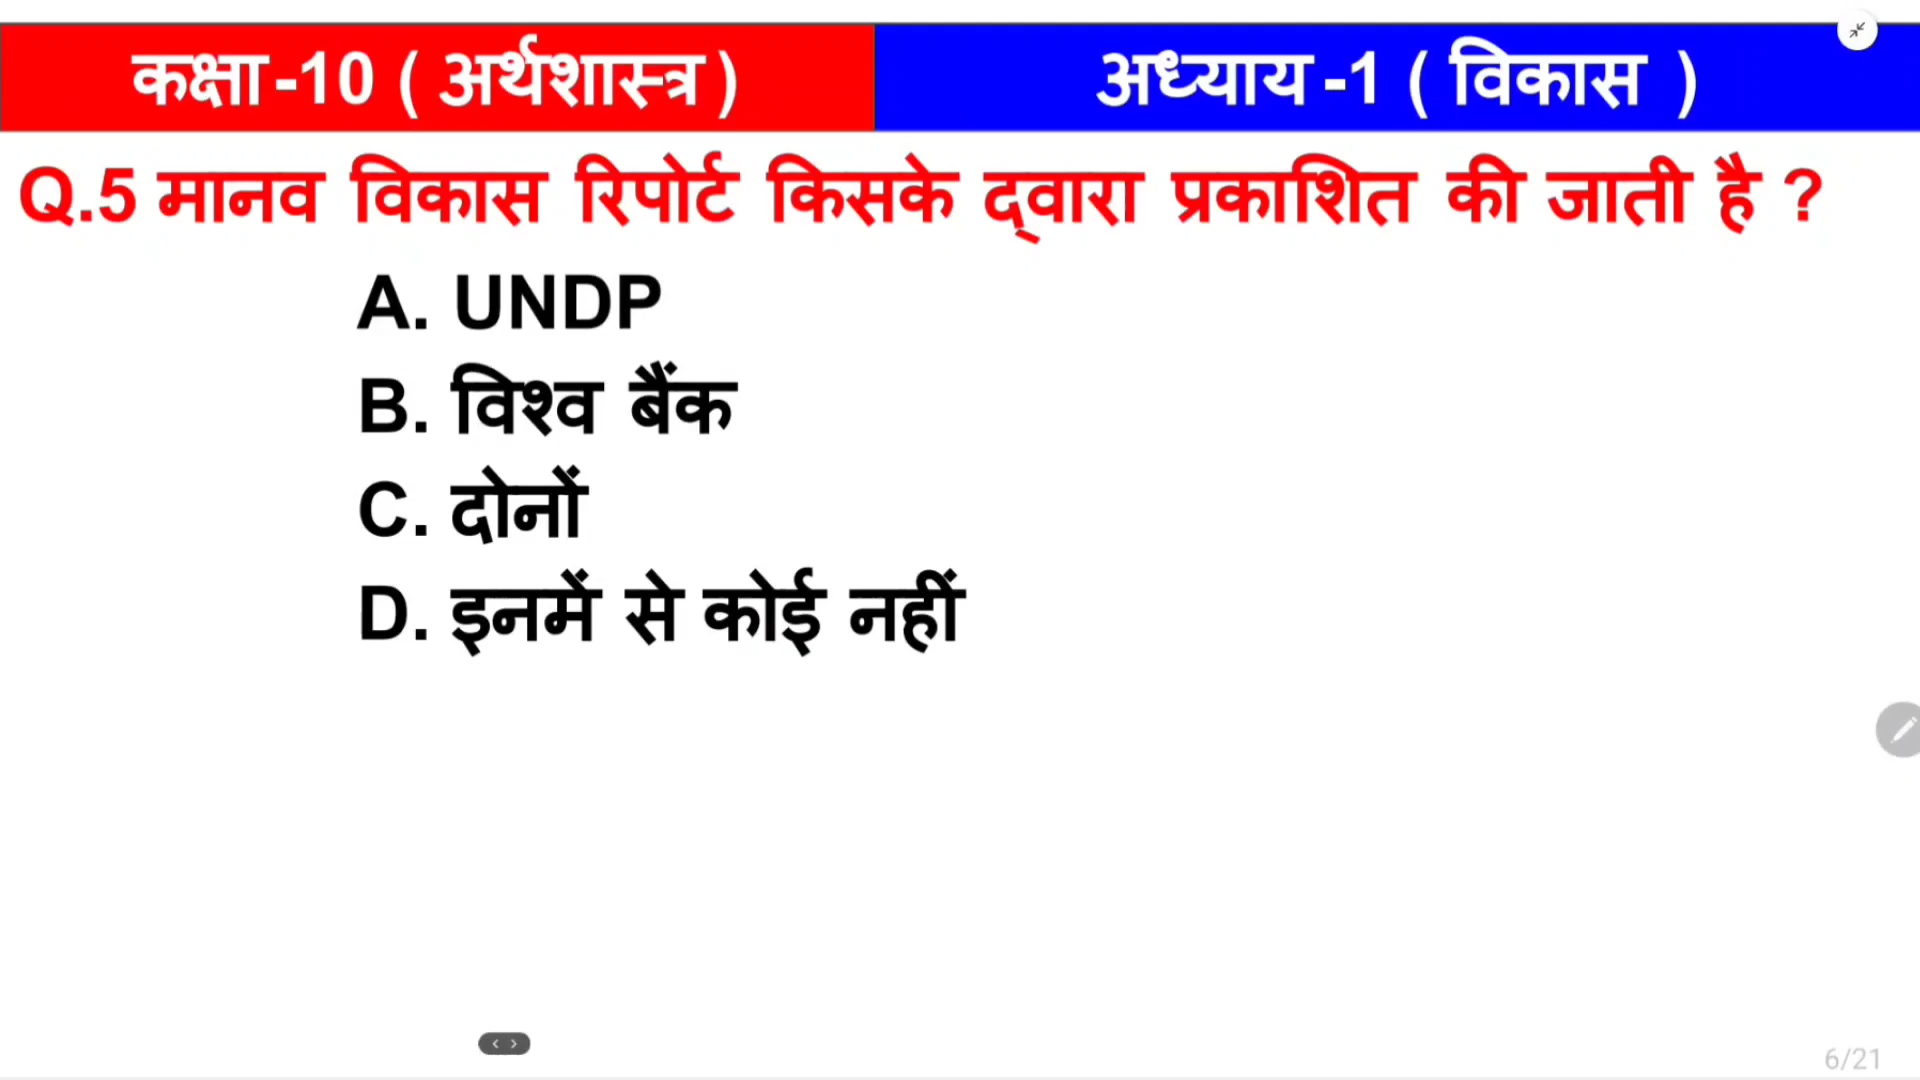 कक्षा-10 ( अर्थशास्त्र )
अध्याय -1 ( विकास )
Q.5 मानव विकास रिपोर्ट किसके द्वारा प्रकाशित की जाती है ?
A. UNDP
B. विश्व बैंक
C. दोनों
D. इनमें से कोई नहीं
6/21